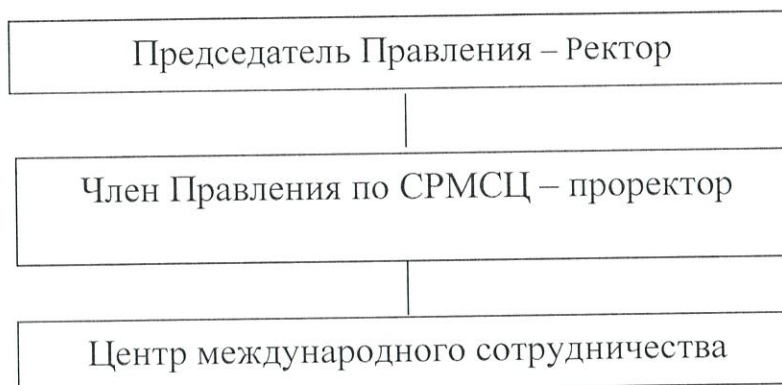 Председатель Правления – Ректор
Член Правления по СРМСЦ – проректор
Центр международного сотрудничества